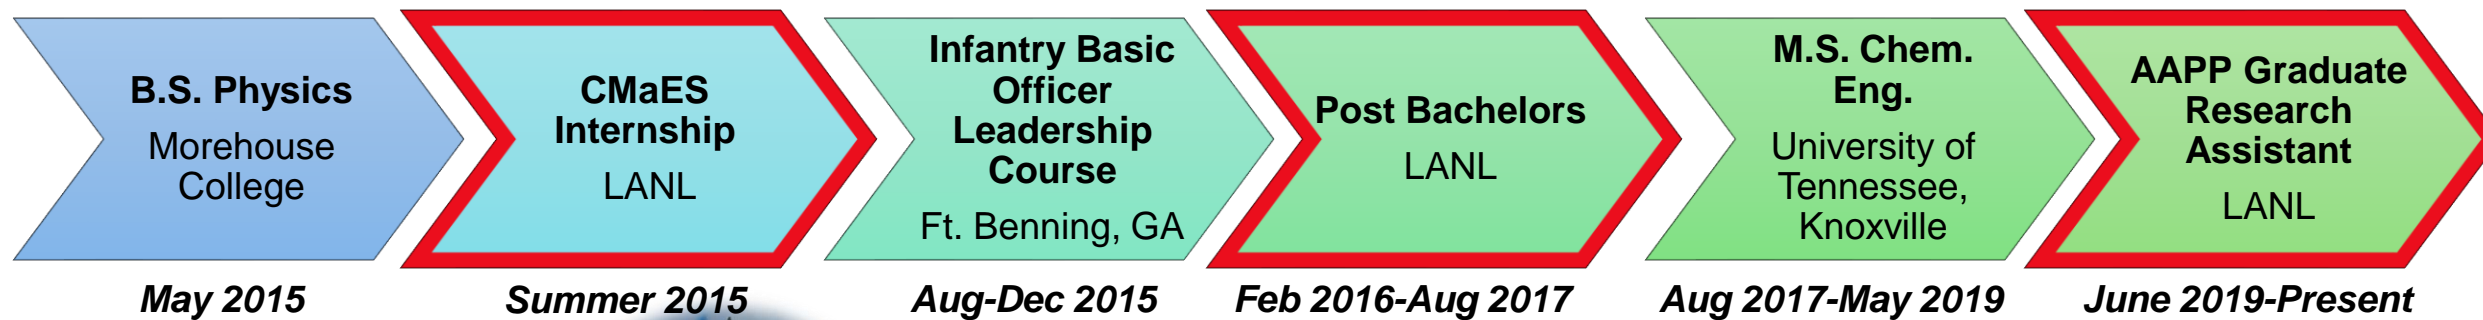 B.S. Physics
Morehouse
College
May 2015
CMaES
Internship
LANL
Summer 2015
Infantry Basic
Officer
Leadership
Course
Ft. Benning, GA
Aug-Dec 2015
Post Bachelors
LANL
Feb 2016-Aug 2017
M.S. Chem.
Eng.
University of
Tennessee,
Knoxville
Aug 2017-May 2019
AAPP Graduate
Research
Assistant
LANL
June 2019-Present